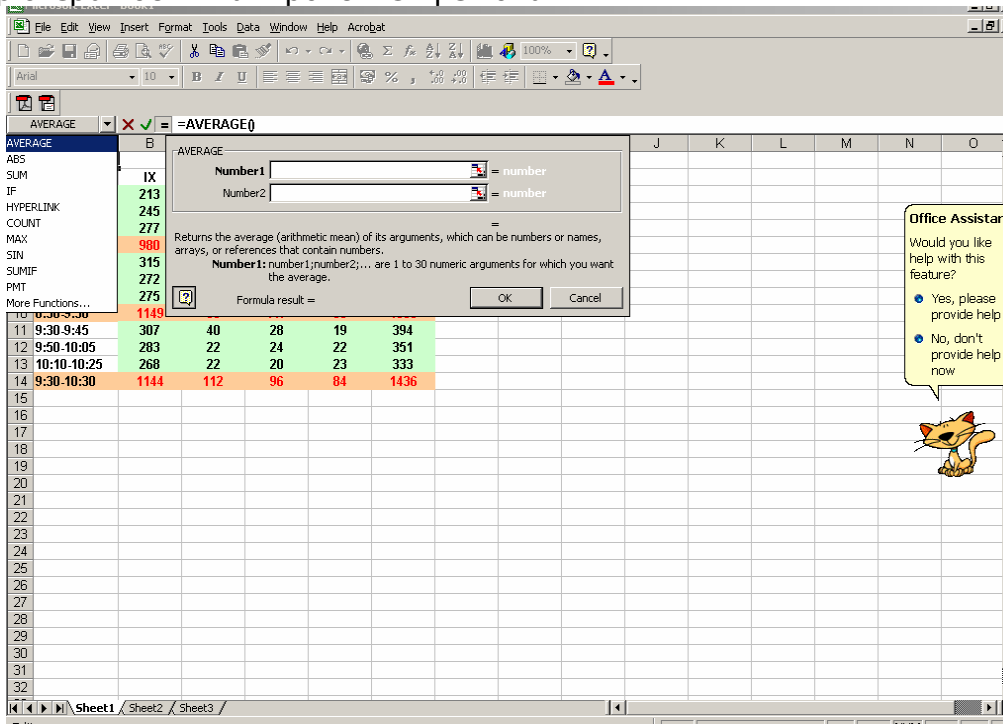 File Edit View Insert Format Tools Data Window Help Acrobat
100%
Arial 10 B I U % ,
AVERAGE =AVERAGE()
AVERAGE
ABS
SUM
IF
HYPERLINK
COUNT
MAX
SIN
SUMIF
PMT
More Functions...
B J K L M N O
IX
213
245
277
980
315
272
275
1149
AVERAGE
Number1 = number
Number2 = number
=
Returns the average (arithmetic mean) of its arguments, which can be numbers or names,
arrays, or references that contain numbers.
Number1: number1;number2;... are 1 to 30 numeric arguments for which you want
the average.
Formula result =
OK Cancel
11 9:30-9:45 307 40 28 19 394
12 9:50-10:05 283 22 24 22 351
13 10:10-10:25 268 22 20 23 333
14 9:30-10:30 1144 112 96 84 1436
15
16
17
18
19
20
21
22
23
24
25
26
27
28
29
30
31
32
Office Assistan
Would you like
help with this
feature?
Yes, please
provide help
No, don't
provide help
now
Sheet1 Sheet2 Sheet3